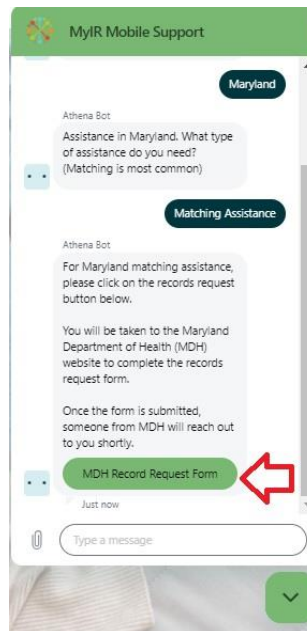 MyIR Mobile Support
Maryland
Athena Bot
Assistance in Maryland. What type
of assistance do you need?
(Matching is most common)
Matching Assistance
Athena Bot
For Maryland matching assistance,
please click on the records request
button below.
You will be taken to the Maryland
Department of Health (MDH)
website to complete the records
request form.
Once the form is submitted,
someone from MDH will reach out
to you shortly.
MDH Record Request Form
Just now
Type a message